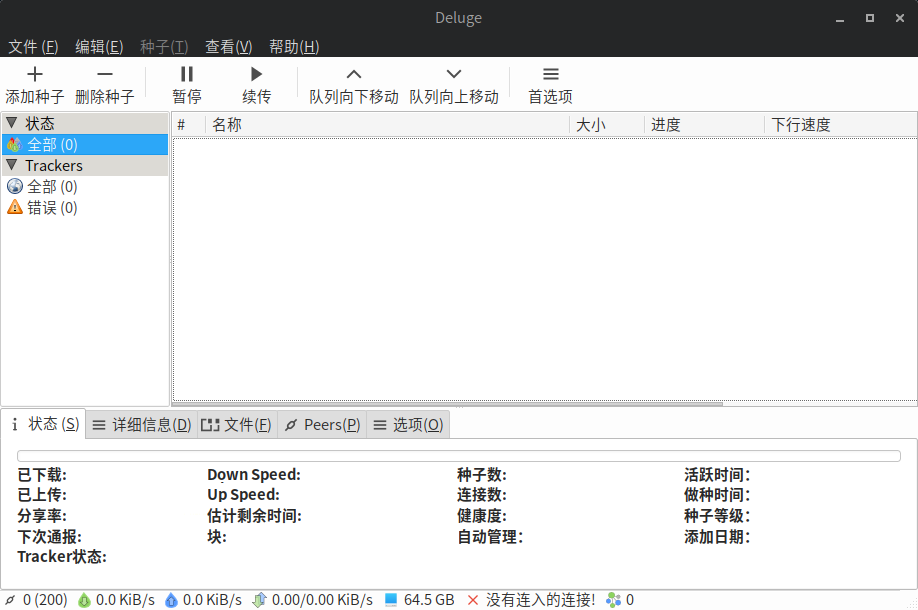 Deluge
文件 (F) 编辑(E) 种子(T) 查看(V) 帮助(H)
添加种子 删除种子 暂停 续传 队列向下移动 队列向上移动 首选项
状态
全部 (0)
Trackers
全部 (0)
错误 (0)
# 名称 大小 进度 下行速度
状态 (S) 详细信息(D) 文件(F) Peers(P) 选项(O)
已下载: Down Speed: 种子数: 活跃时间:
已上传: Up Speed: 连接数: 做种时间:
分享率: 估计剩余时间: 健康度: 种子等级:
下次通报: 块: 自动管理: 添加日期:
Tracker状态:
0 (200) 0.0 KiB/s 0.0 KiB/s 0.00/0.00 KiB/s 64.5 GB 没有连入的连接! 0